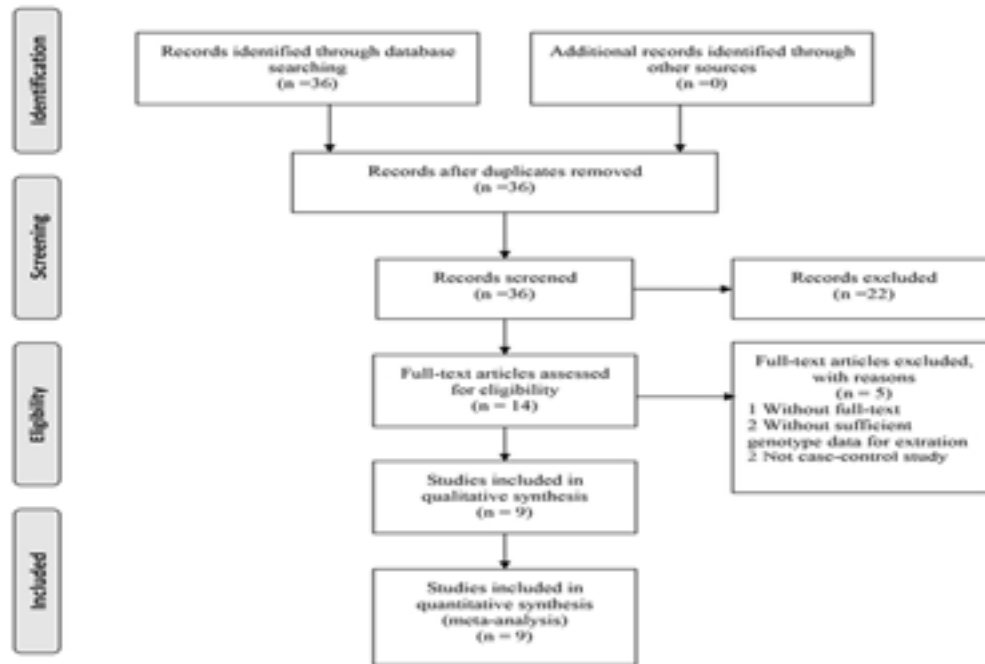 Identification
Records identified through database
searching
(n =36)
Additional records identified through
other sources
(n =0)
Records after duplicates removed
(n =36)
Screening
Records screened
(n =36)
Records excluded
(n =22)
Eligibility
Full-text articles assessed
for eligibility
(n = 14)
Full-text articles excluded,
with reasons
(n = 5)
1 Without full-text
2 Without sufficient
genotype data for extration
2 Not case-control study
Studies included in
qualitative synthesis
(n = 9)
Included
Studies included in
quantitative synthesis
(meta-analysis)
(n = 9)